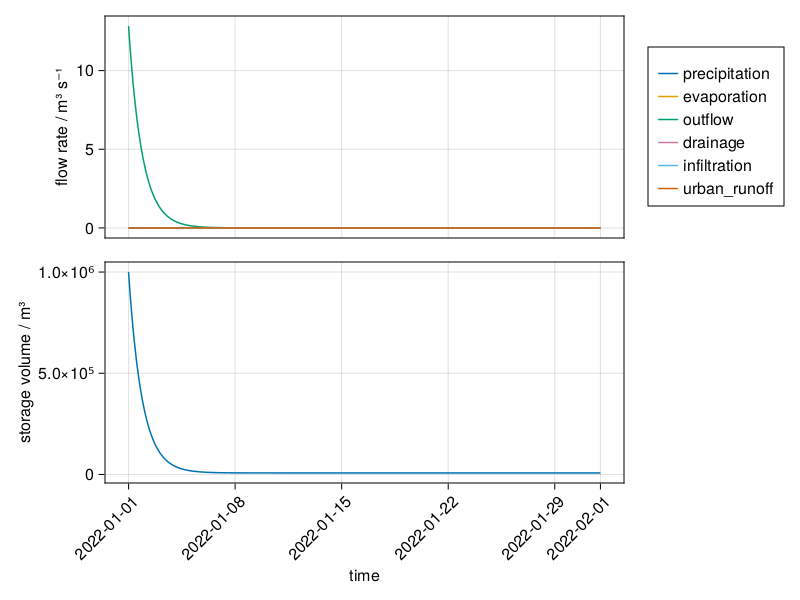 flow rate / m³ s⁻¹
10
5
0
precipitation
evaporation
outflow
drainage
infiltration
urban_runoff
storage volume / m³
1.0×10⁶
5.0×10⁵
0
2022-01-01
2022-01-08
2022-01-15
2022-01-22
2022-01-29
2022-02-01
time